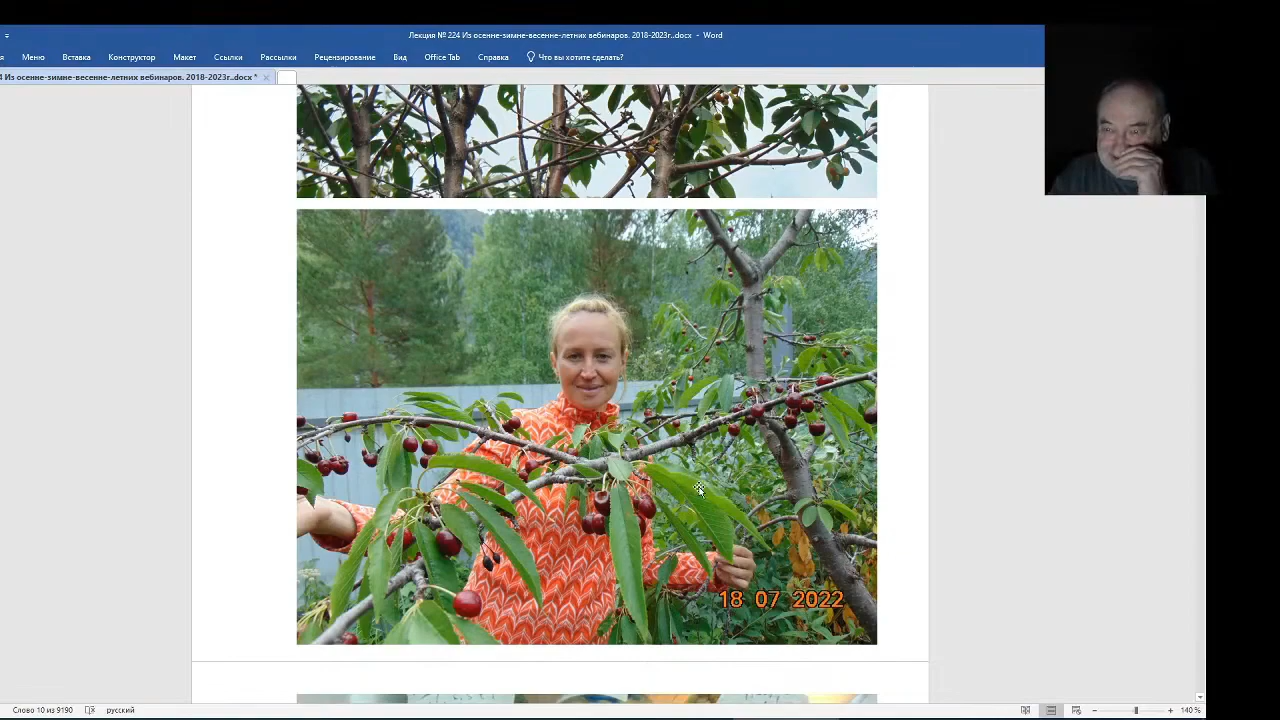 Лекция № 224 Из осенне-зимне-весенне-летних вебинаров. 2018-2023г..docx - Word
я Меню Вставка Конструктор Макет Ссылки Рассылки Рецензирование Вид Office Tab Справка Что вы хотите сделать?
4 Из осенне-зимне-весенне-летних вебинаров. 2018-2023г..docx *
18 07 2022
Слово 10 из 9190 русский 140 %